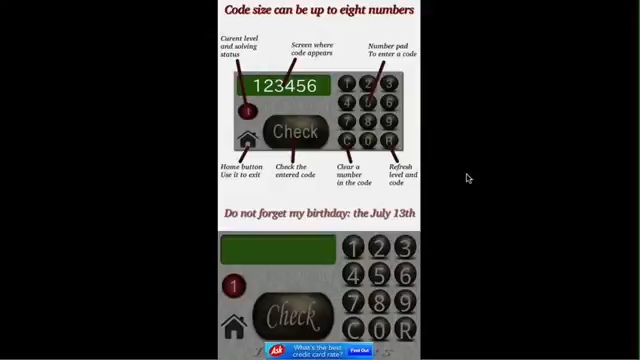 Code size can be up to eight numbers
Curent level
and solving
status
Screen where
code appears
Number pad
To enter a code
123456
1 2 3
4 5 6
7 8 9
C 0 R
1
Check
Home button
Use it to exit
Check the
entered code
Clear a
number
in the code
Refresh
level and
code
Do not forget my birthday: the July 13th
1 2 3
4 5 6
7 8 9
C 0 R
1
Check
Ask
What's the best
credit card rate?
Find Out